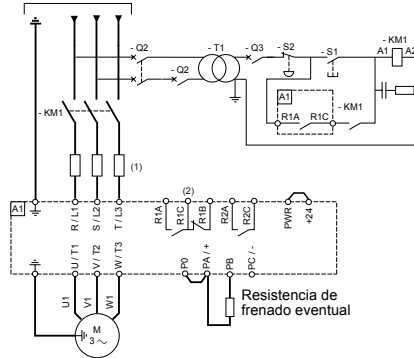 - Q2
- T1
- Q3
- S2
- S1
- KM1
A1
A2
- Q2
A1
R1A
R1C
- KM1
- KM1
(1)
A1
R / L1
S / L2
T / L3
(2)
R1A
R1C
R1B
R2A
R2C
PWR
+24
U / T1
V / T2
W / T3
P0
PA / +
PB
PC / -
U1
V1
W1
M
3 ~
Resistencia de
frenado eventual